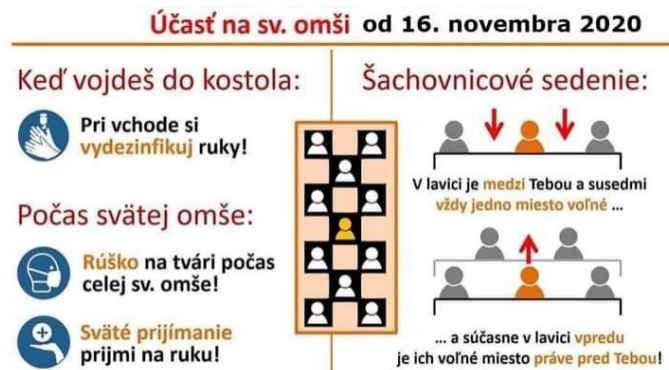 Účasť na sv. omši od 16. novembra 2020
Keď vojdeš do kostola:
Pri vchode si
vydezinfikuj ruky!
Počas svätej omše:
Rúško na tvári počas
celej sv. omše!
Sväté prijímanie
prijmi na ruku!
Šachovnicové sedenie:
V lavici je medzi Tebou a susedmi
vždy jedno miesto voľné ...
... a súčasne v lavici vpredu
je ich voľné miesto práve pred Tebou!